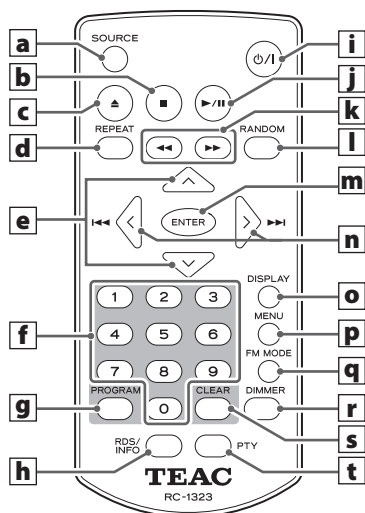 SOURCE
a
i
b
j
c
k
REPEAT
RANDOM
d
l
m
e
ENTER
n
DISPLAY
o
1 2 3
MENU
p
f
4 5 6
FM MODE
q
7 8 9
PROGRAM
CLEAR
DIMMER
g
0
r
s
RDS/
INFO
PTY
h
t
TEAC
RC-1323